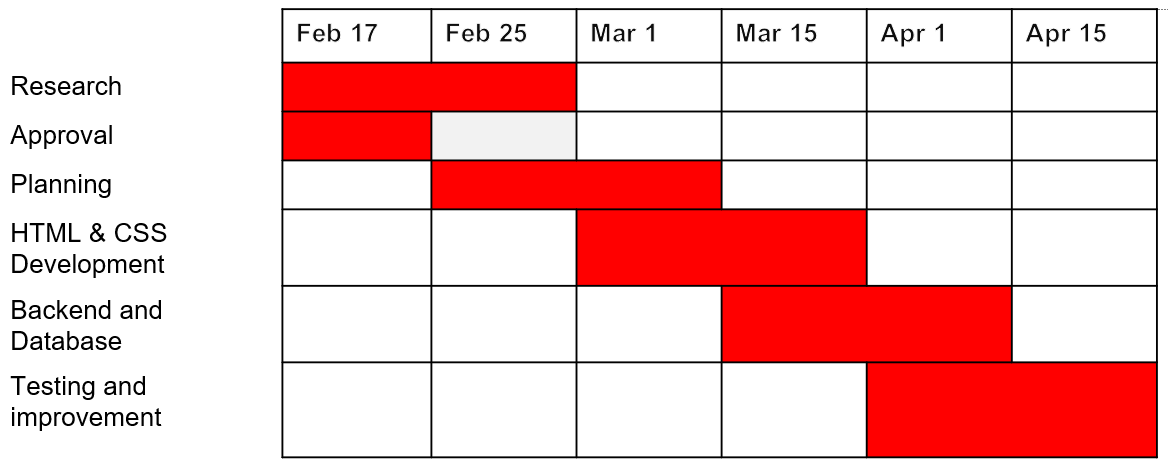 Feb 17 Feb 25 Mar 1 Mar 15 Apr 1 Apr 15
Research
Approval
Planning
HTML & CSS
Development
Backend and
Database
Testing and
improvement